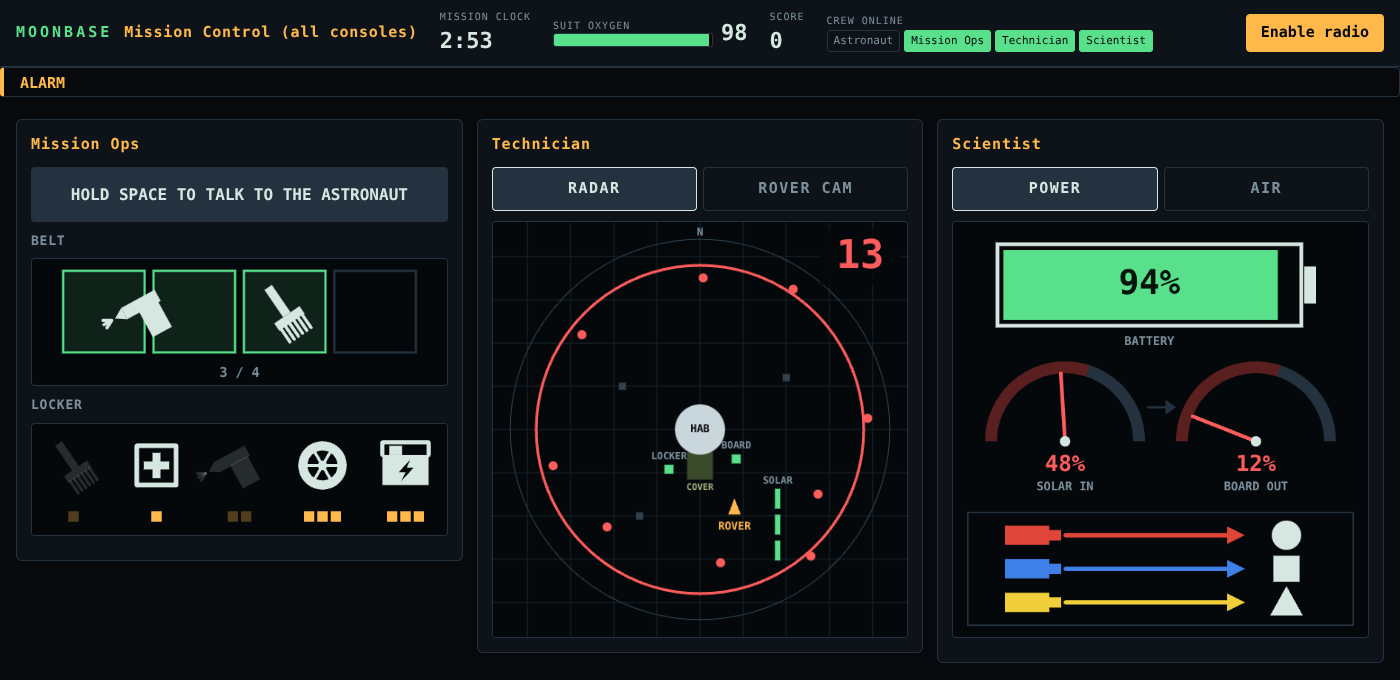 MOONBASE Mission Control (all consoles)
MISSION CLOCK
2:53
SUIT OXYGEN
98
SCORE
0
CREW ONLINE
Astronaut Mission Ops Technician Scientist
Enable radio
ALARM
Mission Ops
HOLD SPACE TO TALK TO THE ASTRONAUT
BELT
3 / 4
LOCKER
Technician
RADAR ROVER CAM
N
13
HAB
LOCKER BOARD
COVER
SOLAR
ROVER
Scientist
POWER AIR
94%
BATTERY
48% 12%
SOLAR IN BOARD OUT